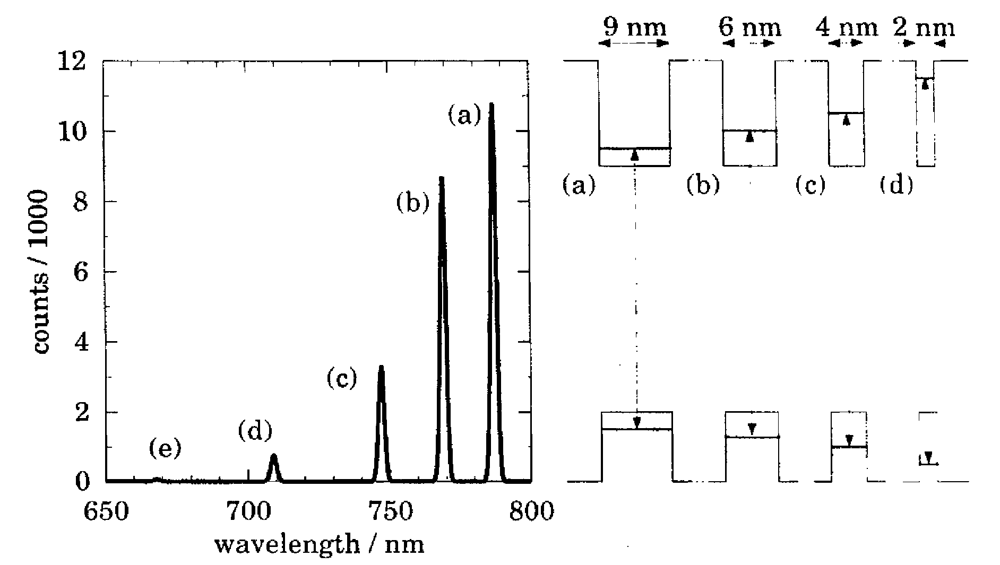 9 nm 6 nm 4 nm 2 nm
12
10
8
6
4
2
0
counts / 1000
(a)
(b)
(c)
(d)
(e)
650 700 750 800
wavelength / nm
(a) (b) (c) (d)